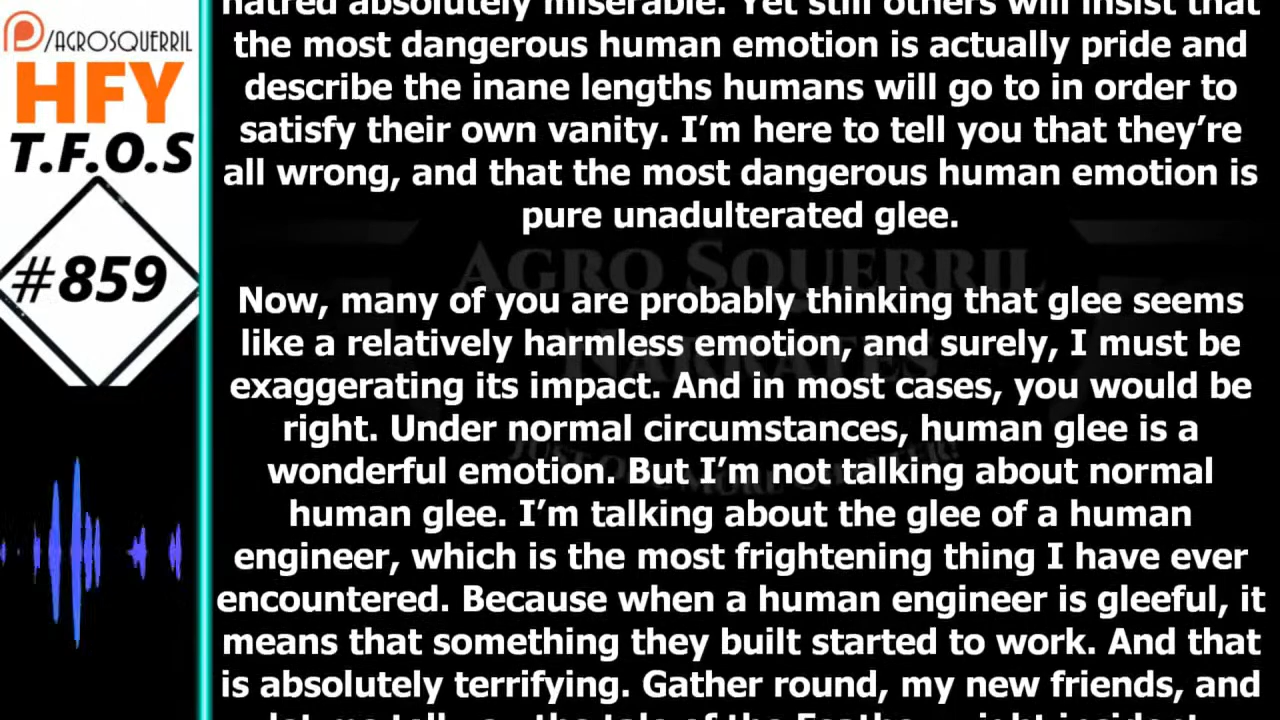 /AGROSQUERRIL
HFY
T.F.O.S
#859
hatred absolutely miserable. Yet still others will insist that
the most dangerous human emotion is actually pride and
describe the inane lengths humans will go to in order to
satisfy their own vanity. I’m here to tell you that they’re
all wrong, and that the most dangerous human emotion is
pure unadulterated glee.
Now, many of you are probably thinking that glee seems
like a relatively harmless emotion, and surely, I must be
exaggerating its impact. And in most cases, you would be
right. Under normal circumstances, human glee is a
wonderful emotion. But I’m not talking about normal
human glee. I’m talking about the glee of a human
engineer, which is the most frightening thing I have ever
encountered. Because when a human engineer is gleeful, it
means that something they built started to work. And that
is absolutely terrifying. Gather round, my new friends, and
AGRO SQUERRIL
NARRATES